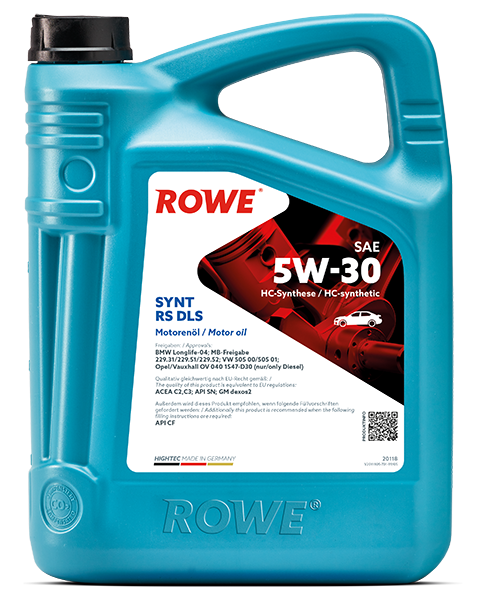 ROWE®
SAE
5W-30
HC-Synthese / HC-synthetic
SYNT
RS DLS
Motorenöl / Motor oil
Freigaben: / Approvals:
BMW Longlife-04; MB-Freigabe
229.31/229.51/229.52; VW 505 00/505 01;
Opel/Vauxhall OV 040 1547-D30 (nur/only Diesel)
Qualitativ gleichwertig nach EU-Recht gemäß: /
The quality of this product is equivalent to EU regulations:
ACEA C2,C3; API SN; GM dexos2
Außerdem wird dieses Produkt empfohlen, wenn folgende Füllvorschriften
gefordert werden: / Additionally this product is recommended when the following
filling instructions are required:
API CF
PRODUKTINFO
HIGHTEC MADE IN GERMANY
20118
CO2
ROWE®